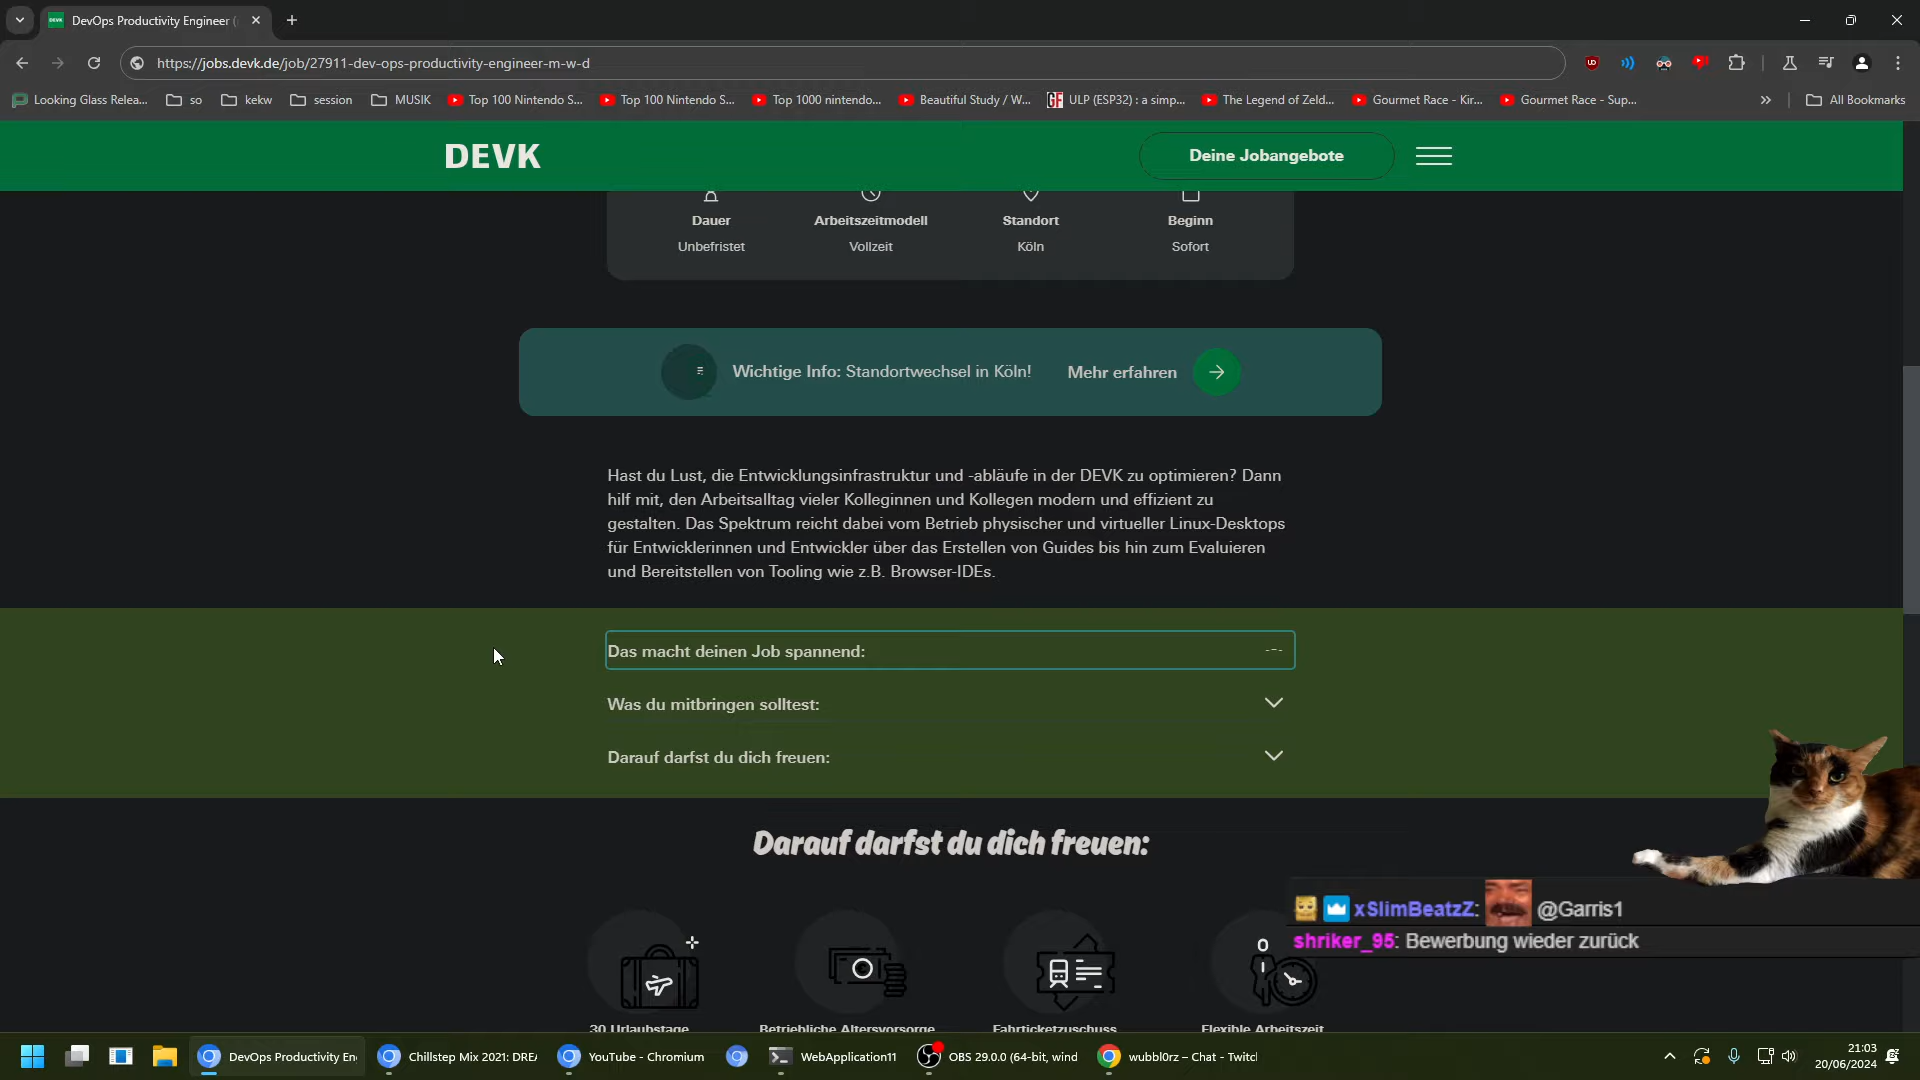 DevOps Productivity Engineer (
https://jobs.devk.de/job/27911-dev-ops-productivity-engineer-m-w-d
Looking Glass Relea... so kekw session MUSIK Top 100 Nintendo S... Top 100 Nintendo S... Top 1000 nintendo... Beautiful Study / W... ULP (ESP32) : a simp... The Legend of Zeld... Gourmet Race - Kir... Gourmet Race - Sup... » All Bookmarks
DEVK Deine Jobangebote
Dauer Arbeitszeitmodell Standort Beginn
Unbefristet Vollzeit Köln Sofort
Wichtige Info: Standortwechsel in Köln! Mehr erfahren
Hast du Lust, die Entwicklungsinfrastruktur und -abläufe in der DEVK zu optimieren? Dann
hilf mit, den Arbeitsalltag vieler Kolleginnen und Kollegen modern und effizient zu
gestalten. Das Spektrum reicht dabei vom Betrieb physischer und virtueller Linux-Desktops
für Entwicklerinnen und Entwickler über das Erstellen von Guides bis hin zum Evaluieren
und Bereitstellen von Tooling wie z.B. Browser-IDEs.
Das macht deinen Job spannend:
Was du mitbringen solltest:
Darauf darfst du dich freuen:
Darauf darfst du dich freuen:
xSlimBeatzZ: @Garris1
shriker_95: Bewerbung wieder zurück
30 Urlaubstage Betriebliche Altersvorsorge Fahrticketzuschuss Flexible Arbeitszeit
DevOps Productivity En Chillstep Mix 2021: DREA YouTube - Chromium WebApplication11 OBS 29.0.0 (64-bit, wind wubbl0rz – Chat - Twitcl
21:03
20/06/2024